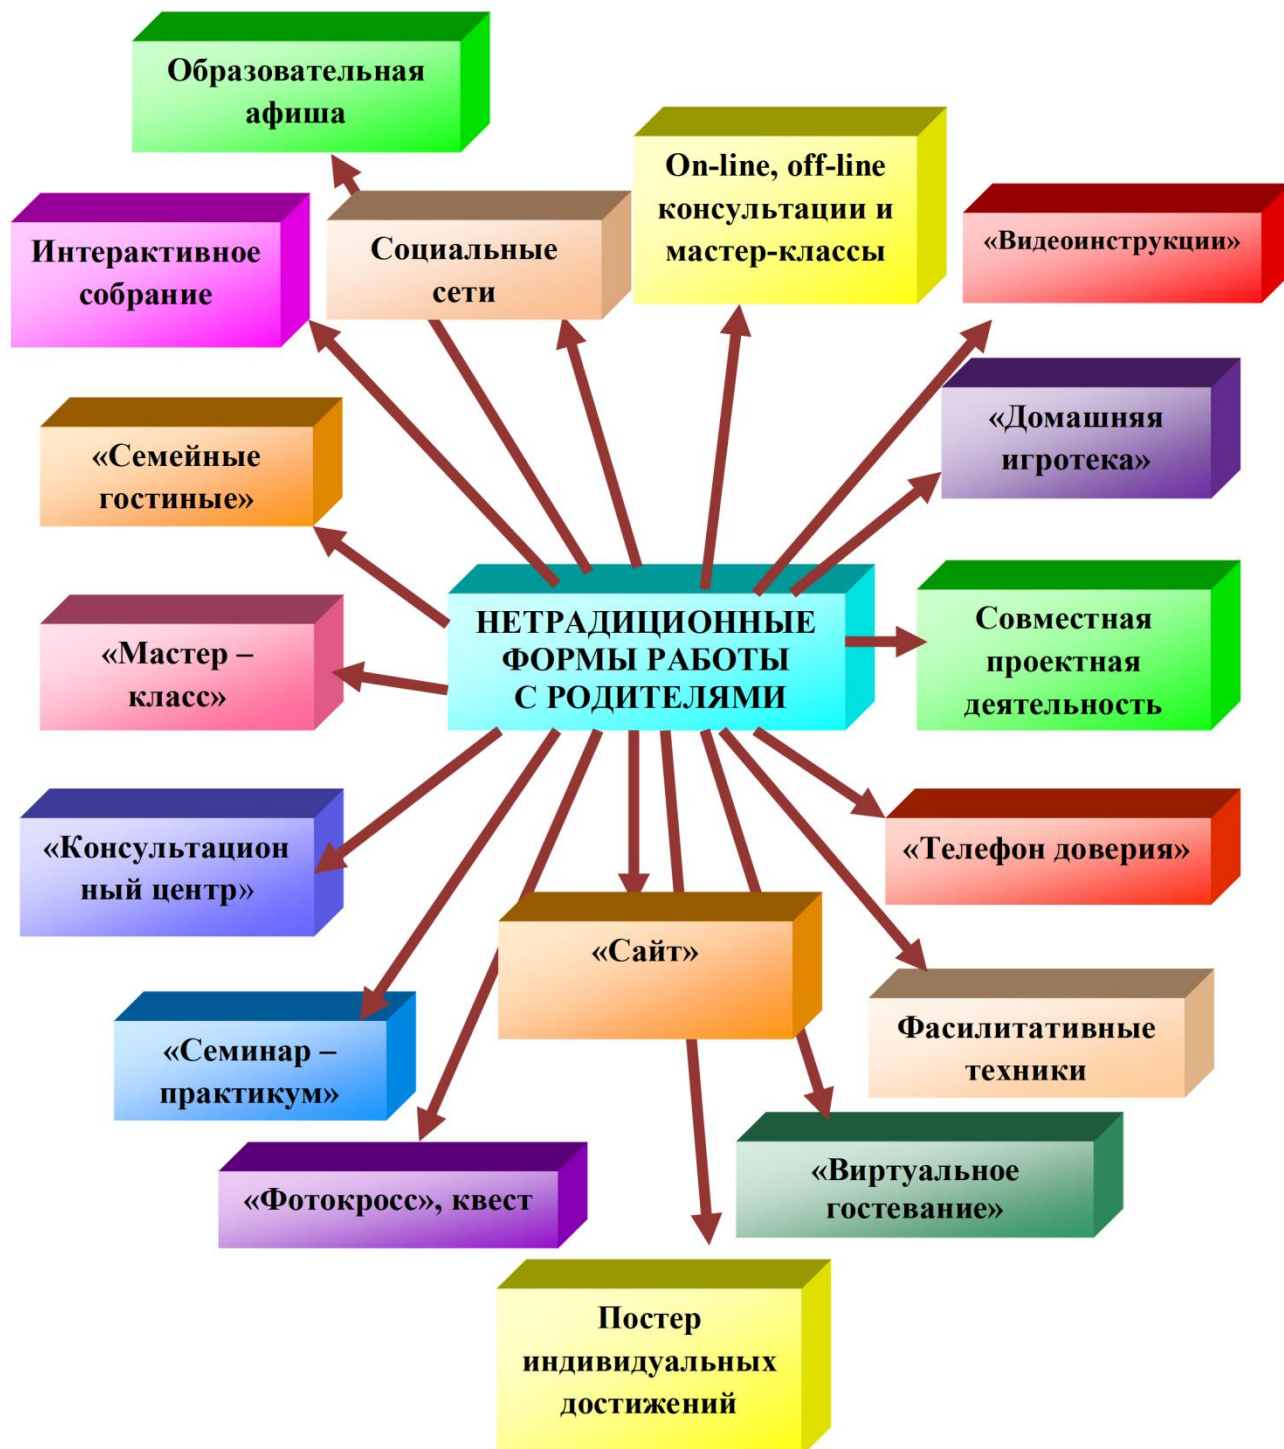 Образовательная
афиша
On-line, off-line
консультации и
мастер-классы
«Видеоинструкции»
Интерактивное
собрание
Социальные
сети
«Домашняя
игротека»
«Семейные
гостиные»
НЕТРАДИЦИОННЫЕ
ФОРМЫ РАБОТЫ
С РОДИТЕЛЯМИ
Совместная
проектная
деятельность
«Мастер –
класс»
«Консультацион
ный центр»
«Телефон доверия»
«Сайт»
Фасилитативные
техники
«Семинар –
практикум»
«Фотокросс», квест
«Виртуальное
гостевание»
Постер
индивидуальных
достижений